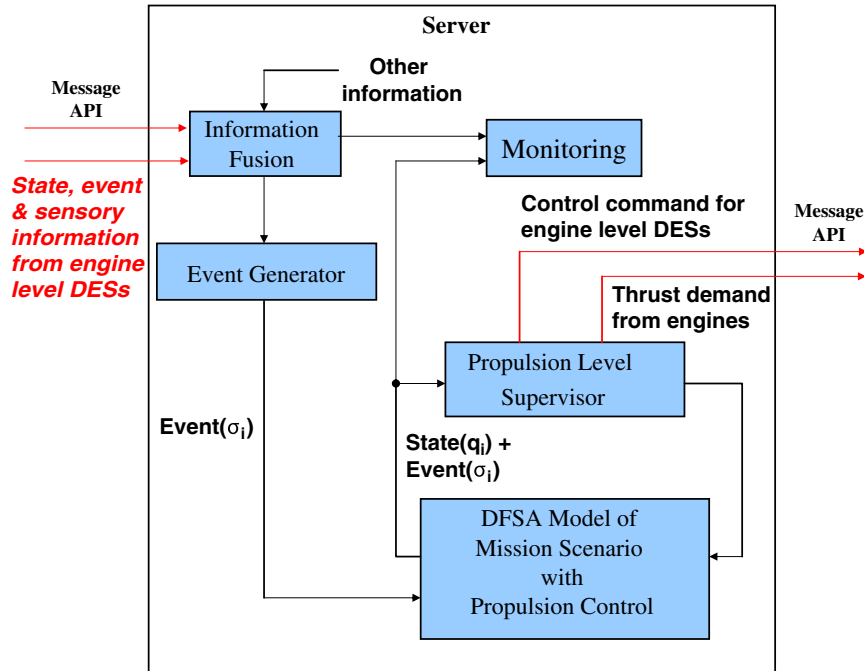 Server
Message
API
Other
information
Information
Fusion
Monitoring
State, event
& sensory
information
from engine
level DESs
Control command for
engine level DESs
Message
API
Event Generator
Thrust demand
from engines
Propulsion Level
Supervisor
Event(σi)
State(qi) +
Event(σi)
DFSA Model of
Mission Scenario
with
Propulsion Control